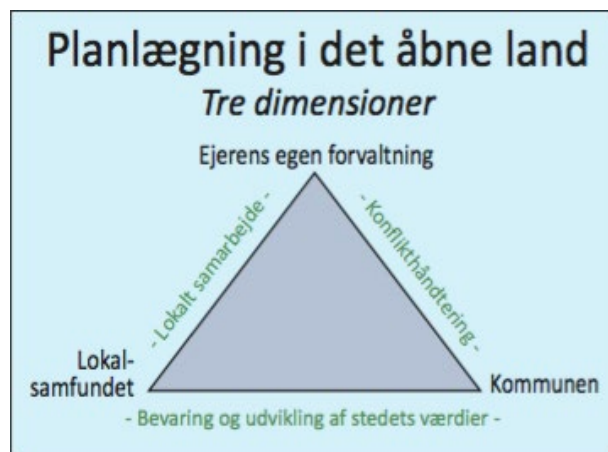 Planlægning i det åbne land
Tre dimensioner
Ejerens egen forvaltning
- Lokalt samarbejde -
- Konflikthåndtering -
Lokal-
samfundet
Kommunen
- Bevaring og udvikling af stedets værdier -